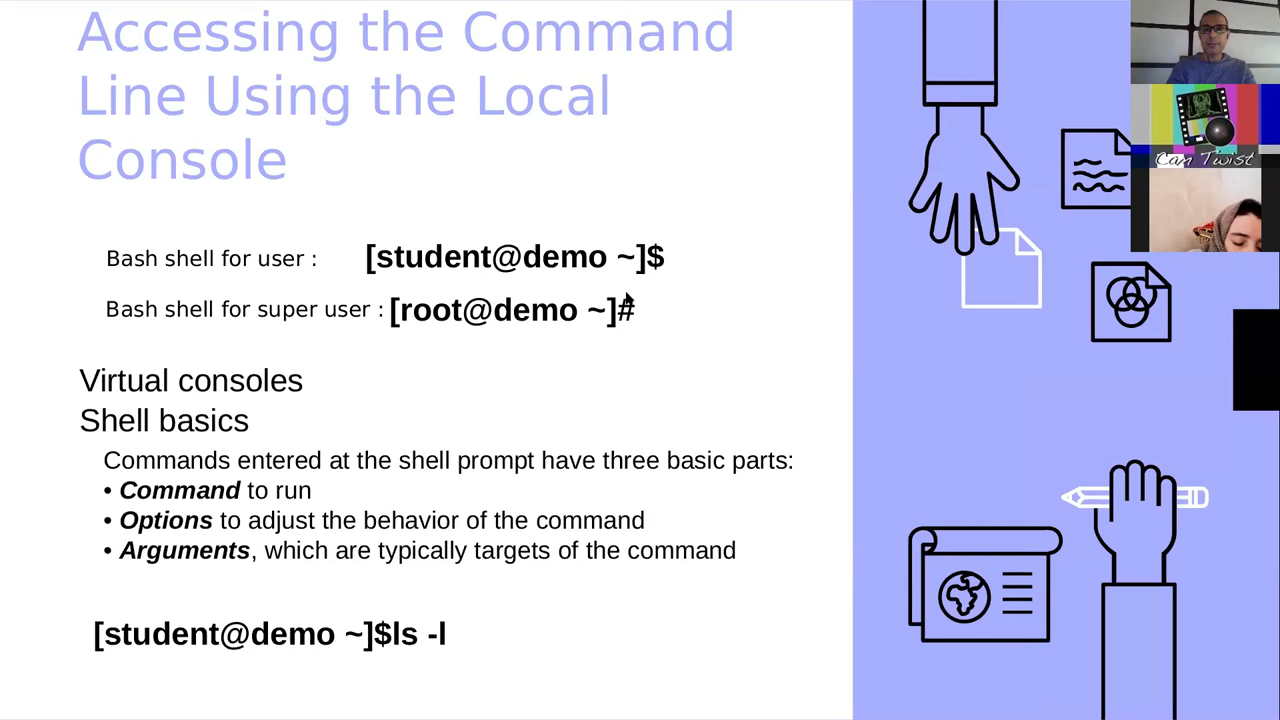 Accessing the Command
Line Using the Local
Console
Bash shell for user :
[student@demo ~]$
Bash shell for super user :
[root@demo ~]#
Virtual consoles
Shell basics
Commands entered at the shell prompt have three basic parts:
• Command to run
• Options to adjust the behavior of the command
• Arguments, which are typically targets of the command
[student@demo ~]$ls -l
Cam Twist